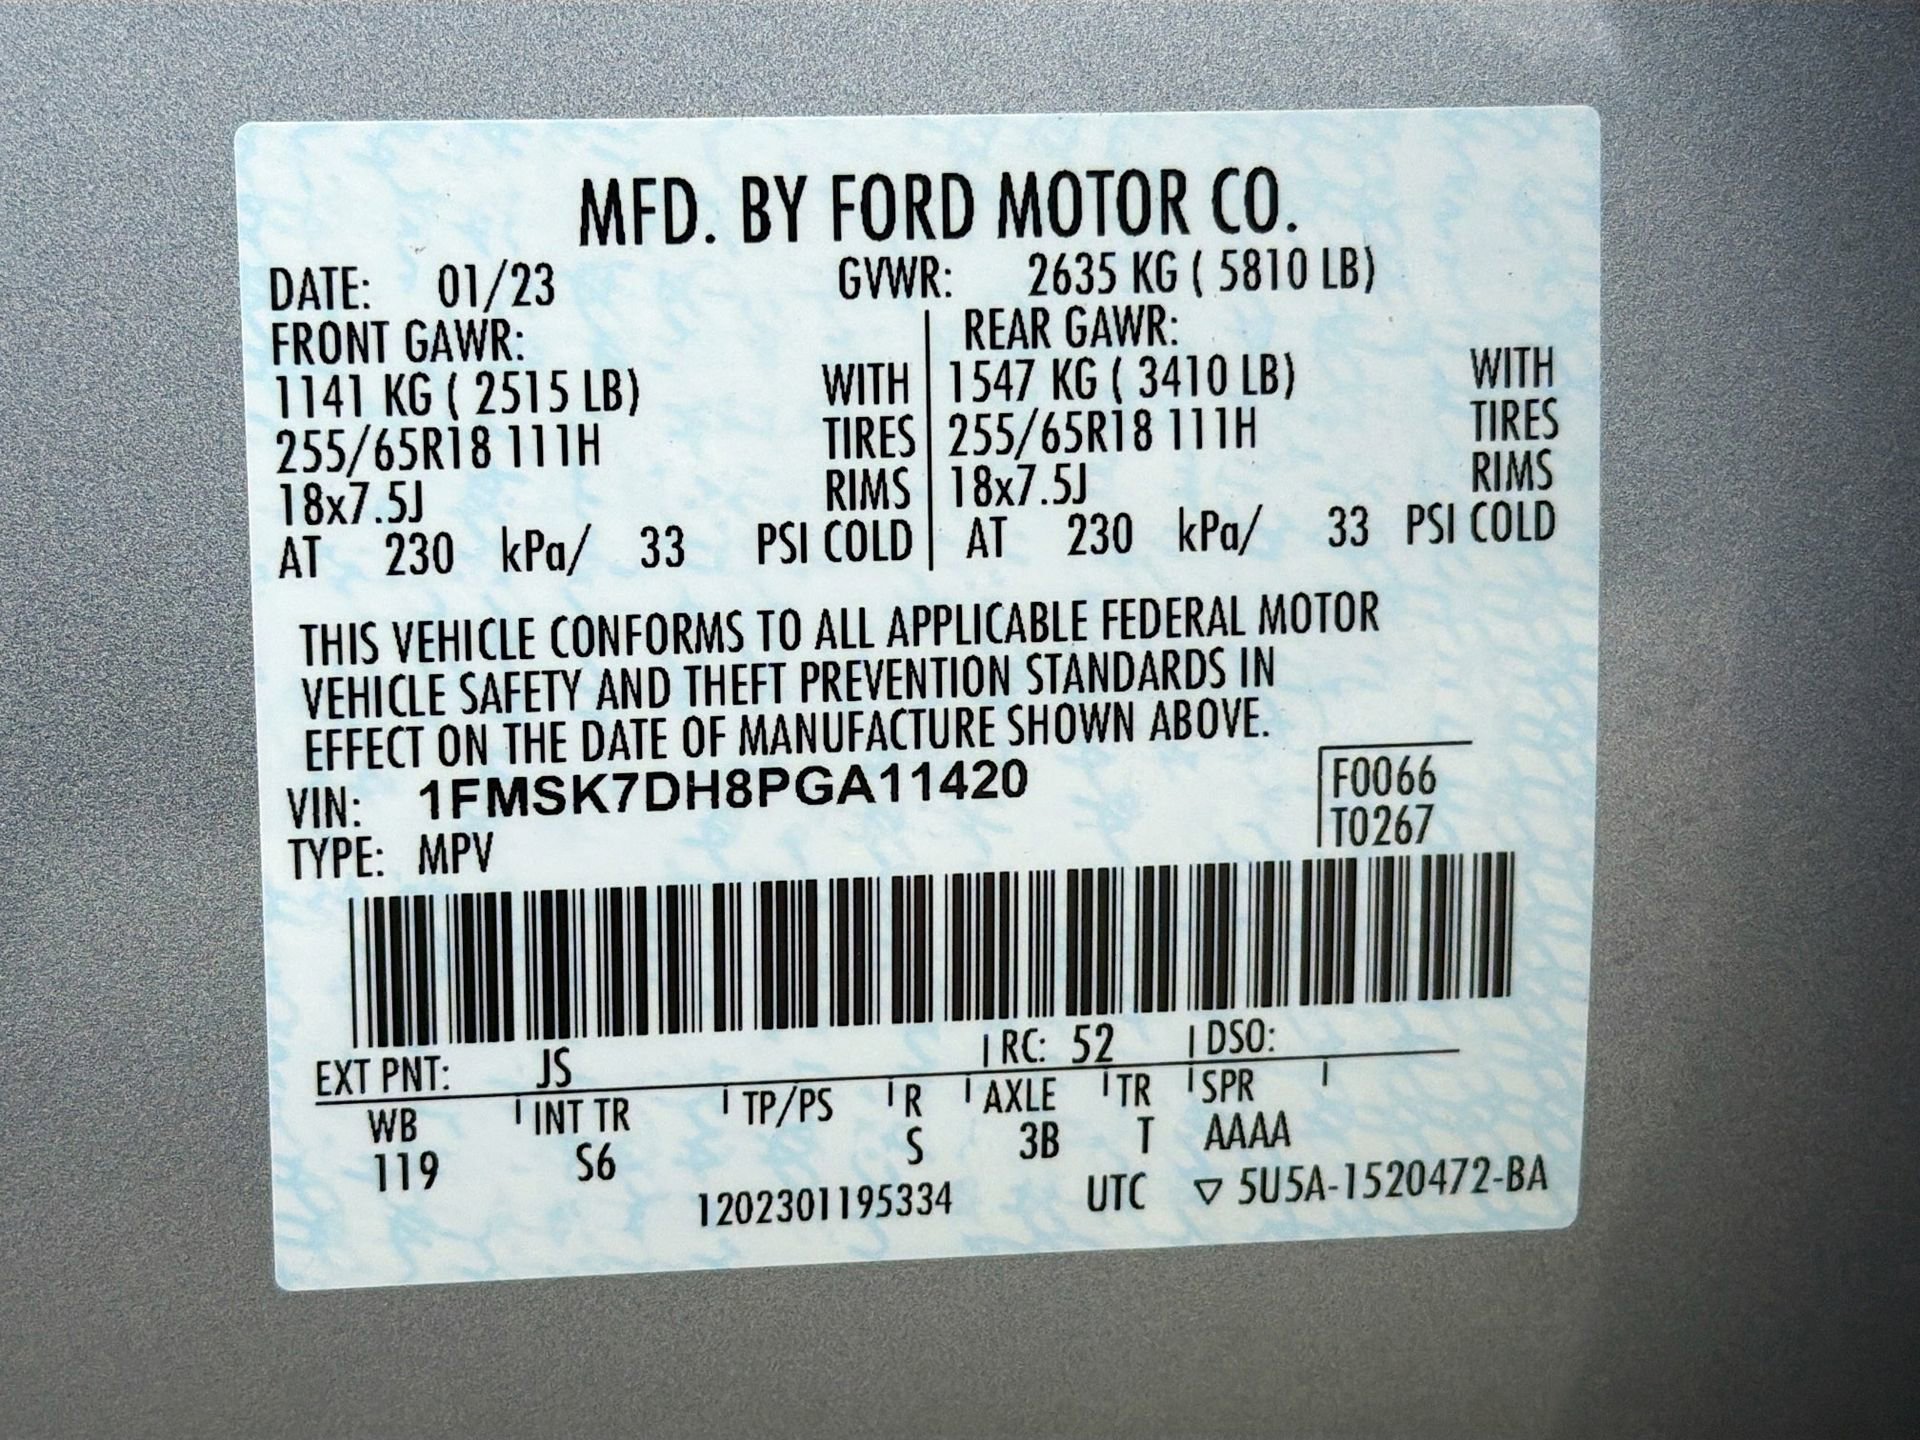 MFD. BY FORD MOTOR CO.
DATE: 01/23 GVWR: 2635 KG ( 5810 LB)
FRONT GAWR: REAR GAWR:
1141 KG ( 2515 LB) WITH 1547 KG ( 3410 LB) WITH
255/65R18 111H TIRES 255/65R18 111H TIRES
18x7.5J RIMS 18x7.5J RIMS
AT 230 kPa/ 33 PSI COLD AT 230 kPa/ 33 PSI COLD
THIS VEHICLE CONFORMS TO ALL APPLICABLE FEDERAL MOTOR
VEHICLE SAFETY AND THEFT PREVENTION STANDARDS IN
EFFECT ON THE DATE OF MANUFACTURE SHOWN ABOVE.
VIN: 1FMSK7DH8PGA11420 F0066
TYPE: MPV T0267
EXT PNT: JS RC: 52 DSO:
WB INT TR TP/PS R AXLE TR SPR
119 S6 S 3B T AAAA
1202301195334 UTC ▽ 5U5A-1520472-BA